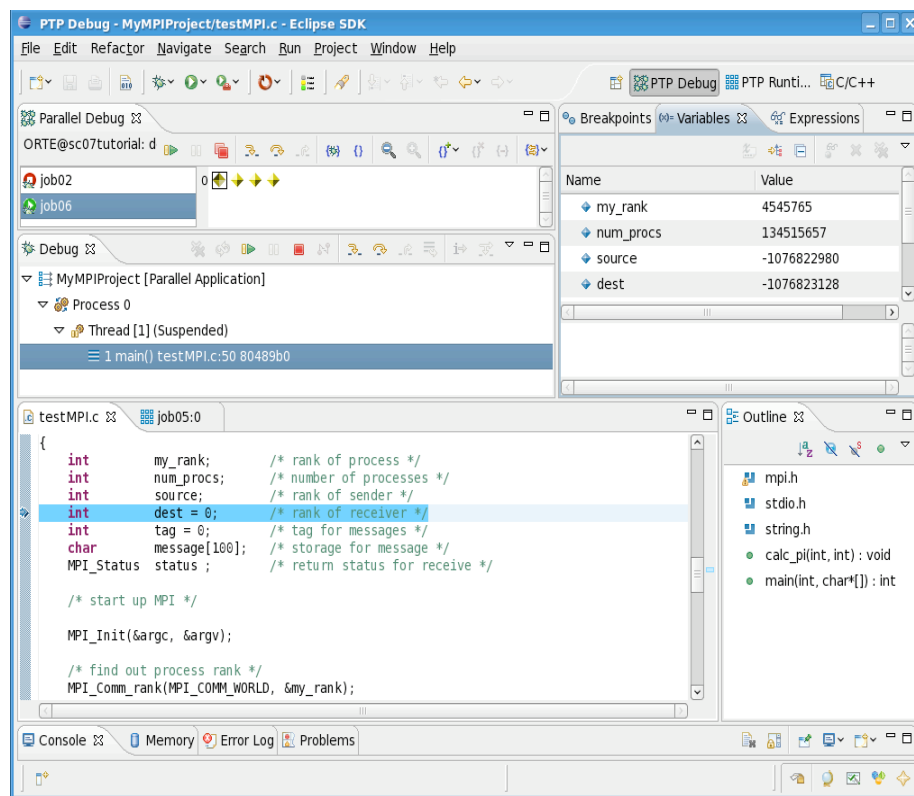 PTP Debug - MyMPIProject/testMPI.c - Eclipse SDK
File Edit Refactor Navigate Search Run Project Window Help
010
PTP Debug PTP Runti... C/C++
Parallel Debug
ORTE@sc07tutorial: d
job02
0
job06
Breakpoints (x)= Variables Expressions
Name Value
my_rank 4545765
num_procs 134515657
source -1076822980
dest -1076823128
Debug
MyMPIProject [Parallel Application]
Process 0
Thread [1] (Suspended)
1 main() testMPI.c:50 80489b0
testMPI.c job05:0
{
int my_rank; /* rank of process */
int num_procs; /* number of processes */
int source; /* rank of sender */
int dest = 0; /* rank of receiver */
int tag = 0; /* tag for messages */
char message[100]; /* storage for message */
MPI_Status status ; /* return status for receive */
/* start up MPI */
MPI_Init(&argc, &argv);
/* find out process rank */
MPI_Comm_rank(MPI_COMM_WORLD, &my_rank);
Outline
mpi.h
stdio.h
string.h
calc_pi(int, int) : void
main(int, char*[]) : int
Console Memory Error Log Problems